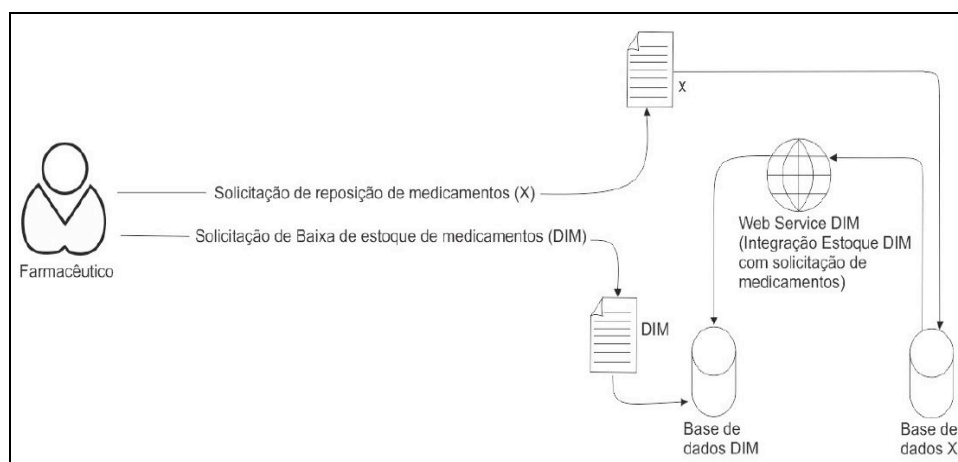 X
Solicitação de reposição de medicamentos (X)
Solicitação de Baixa de estoque de medicamentos (DIM)
Farmacêutico
Web Service DIM
(Integração Estoque DIM
com solicitação de
medicamentos)
DIM
Base de
dados DIM
Base de
dados X